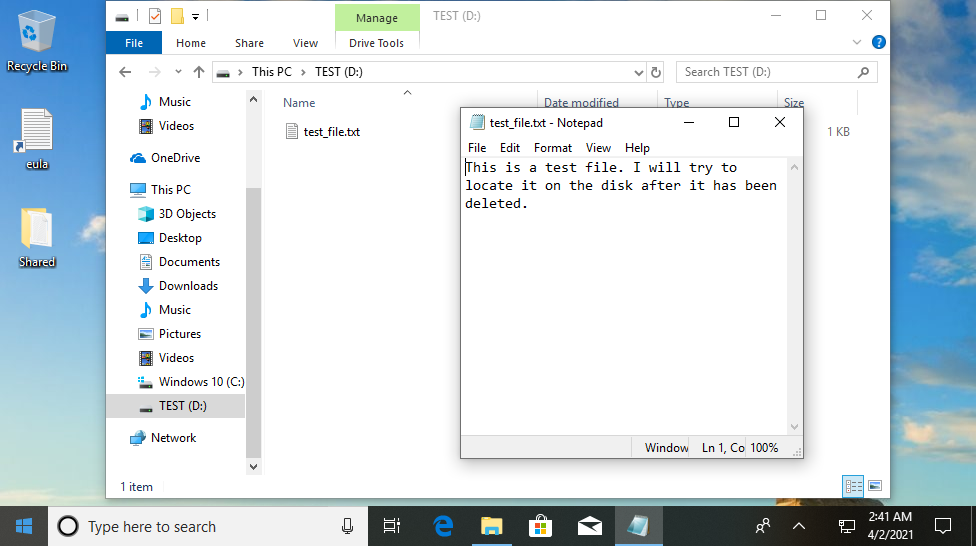 Recycle Bin
eula
Shared
Manage
TEST (D:)
File
Home
Share
View
Drive Tools
?
This PC
TEST (D:)
Search TEST (D:)
Music
Videos
OneDrive
This PC
3D Objects
Desktop
Documents
Downloads
Music
Pictures
Videos
Windows 10 (C:)
TEST (D:)
Network
Name
Date modified
Type
Size
test_file.txt
1 KB
test_file.txt - Notepad
File Edit Format View Help
This is a test file. I will try to
locate it on the disk after it has been
deleted.
Window
Ln 1, Co
100%
1 item
Type here to search
2:41 AM
4/2/2021